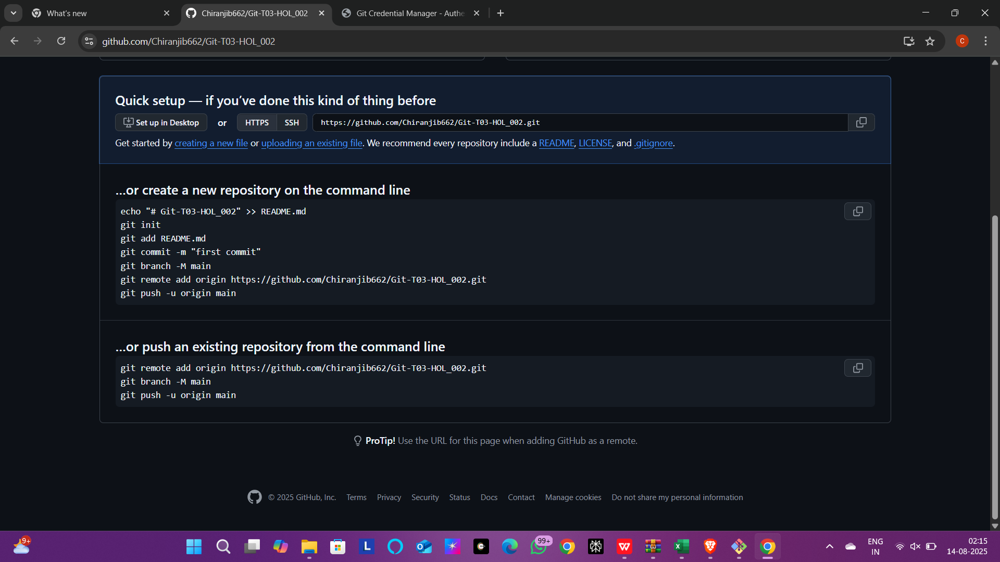 What's new
Chiranjib662/Git-T03-HOL_002
Git Credential Manager - Authe
github.com/Chiranjib662/Git-T03-HOL_002
C
Quick setup — if you've done this kind of thing before
Set up in Desktop or HTTPS SSH https://github.com/Chiranjib662/Git-T03-HOL_002.git
Get started by creating a new file or uploading an existing file. We recommend every repository include a README, LICENSE, and .gitignore.
…or create a new repository on the command line
echo "# Git-T03-HOL_002" >> README.md
git init
git add README.md
git commit -m "first commit"
git branch -M main
git remote add origin https://github.com/Chiranjib662/Git-T03-HOL_002.git
git push -u origin main
…or push an existing repository from the command line
git remote add origin https://github.com/Chiranjib662/Git-T03-HOL_002.git
git branch -M main
git push -u origin main
ProTip! Use the URL for this page when adding GitHub as a remote.
© 2025 GitHub, Inc. Terms Privacy Security Status Docs Contact Manage cookies Do not share my personal information
9+
L
99+
ENG
IN
02:15
14-08-2025